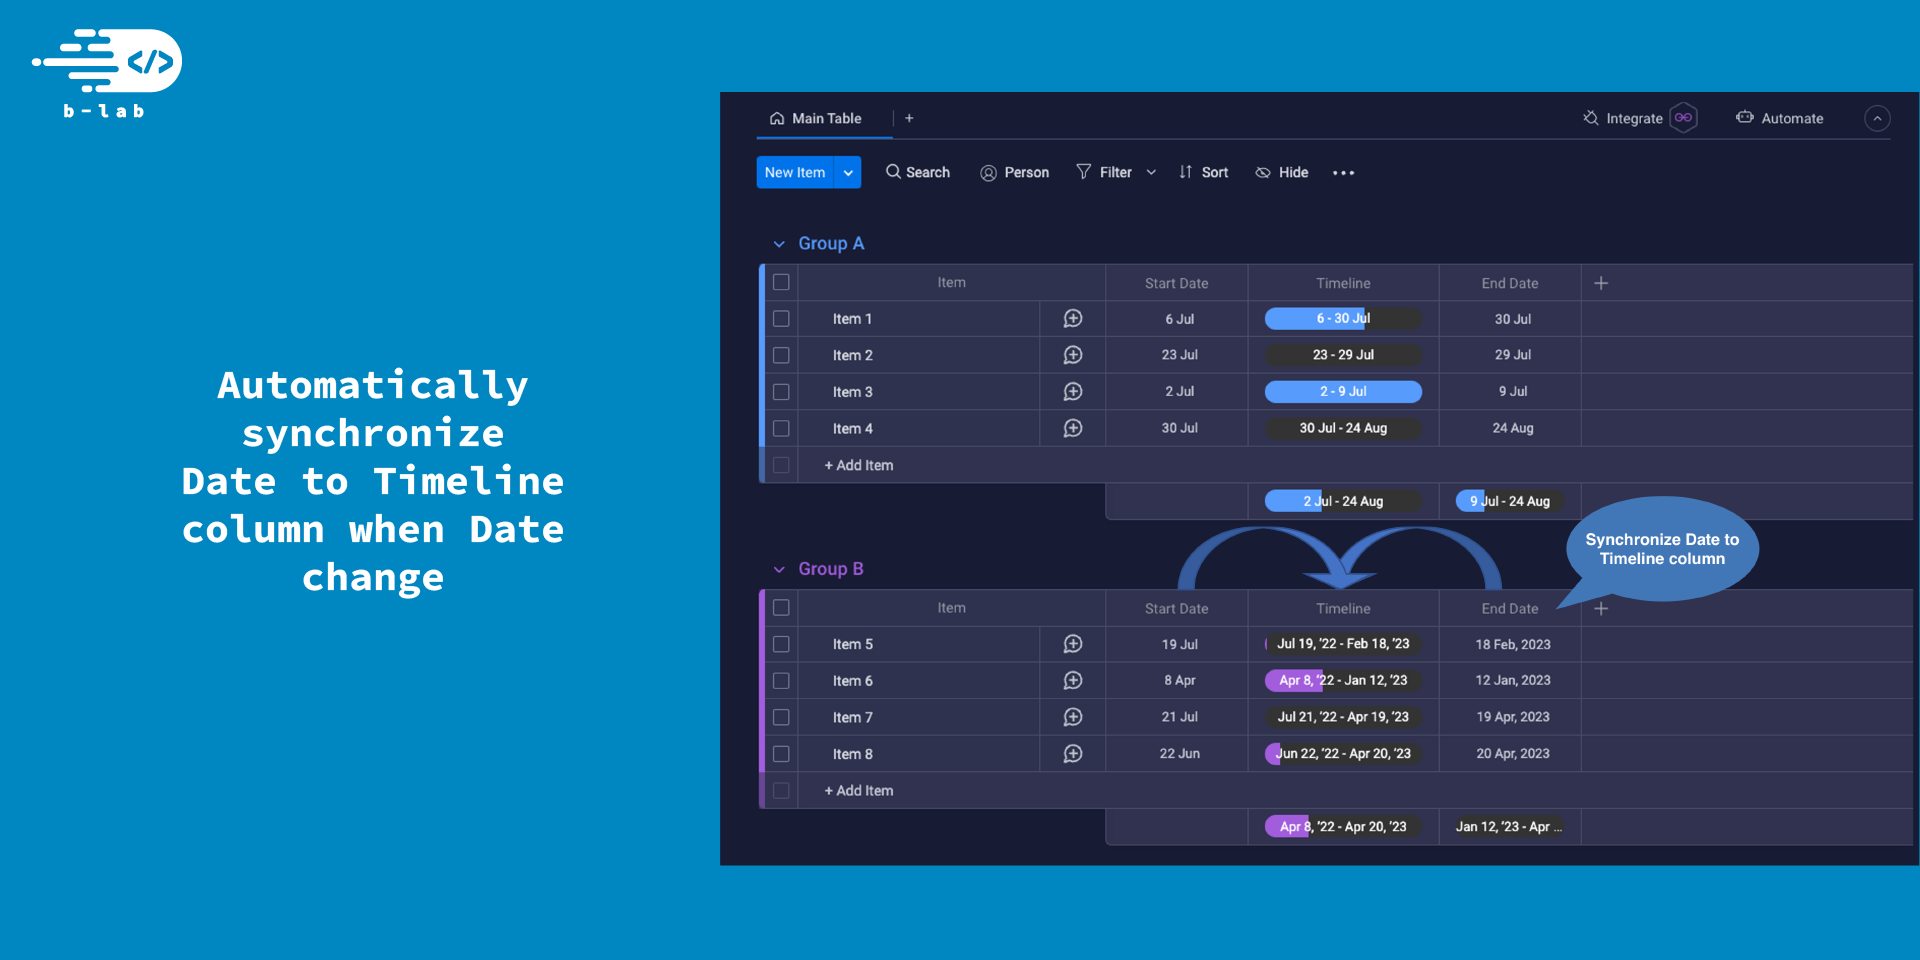 </>
b-lab
Automatically
synchronize
Date to Timeline
column when Date
change
Main Table + Integrate Automate
New Item Search Person Filter Sort Hide •••
Group A
Item Start Date Timeline End Date +
Item 1 6 Jul 6 - 30 Jul 30 Jul
Item 2 23 Jul 23 - 29 Jul 29 Jul
Item 3 2 Jul 2 - 9 Jul 9 Jul
Item 4 30 Jul 30 Jul - 24 Aug 24 Aug
+ Add Item
2 Jul - 24 Aug 9 Jul - 24 Aug
Synchronize Date to
Timeline column
Group B
Item Start Date Timeline End Date +
Item 5 19 Jul Jul 19, '22 - Feb 18, '23 18 Feb, 2023
Item 6 8 Apr Apr 8, '22 - Jan 12, '23 12 Jan, 2023
Item 7 21 Jul Jul 21, '22 - Apr 19, '23 19 Apr, 2023
Item 8 22 Jun Jun 22, '22 - Apr 20, '23 20 Apr, 2023
+ Add Item
Apr 8, '22 - Apr 20, '23 Jan 12, '23 - Apr ...